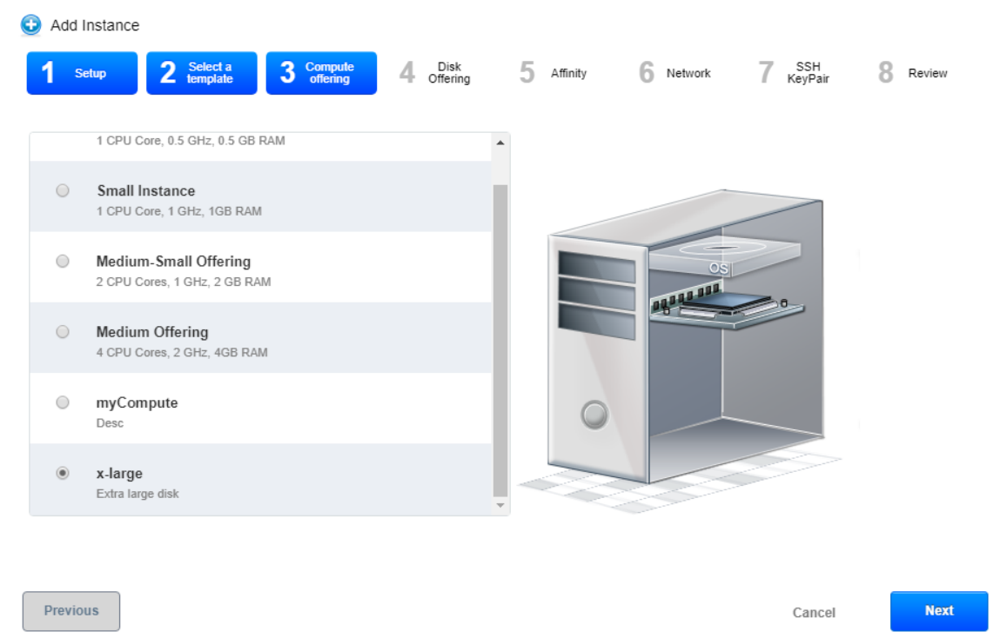 Add Instance
1 Setup
2 Select a template
3 Compute offering
4 Disk Offering
5 Affinity
6 Network
7 SSH KeyPair
8 Review
1 CPU Core, 0.5 GHz, 0.5 GB RAM
Small Instance
1 CPU Core, 1 GHz, 1GB RAM
Medium-Small Offering
2 CPU Cores, 1 GHz, 2 GB RAM
Medium Offering
4 CPU Cores, 2 GHz, 4GB RAM
myCompute
Desc
x-large
Extra large disk
OS
Previous
Cancel
Next